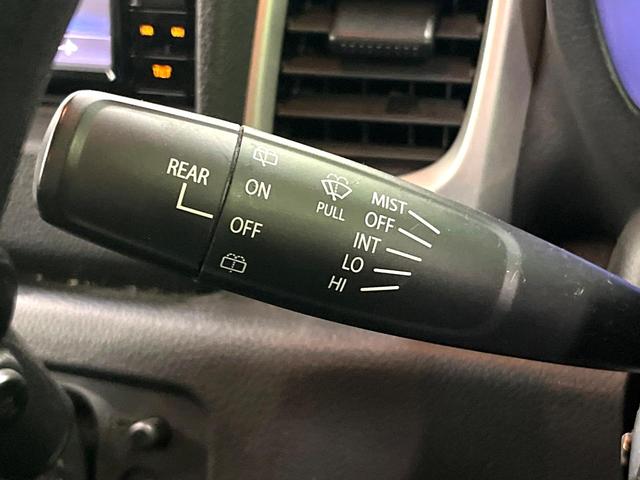 REAR
ON
OFF
PULL
MIST
OFF
INT
LO
HI